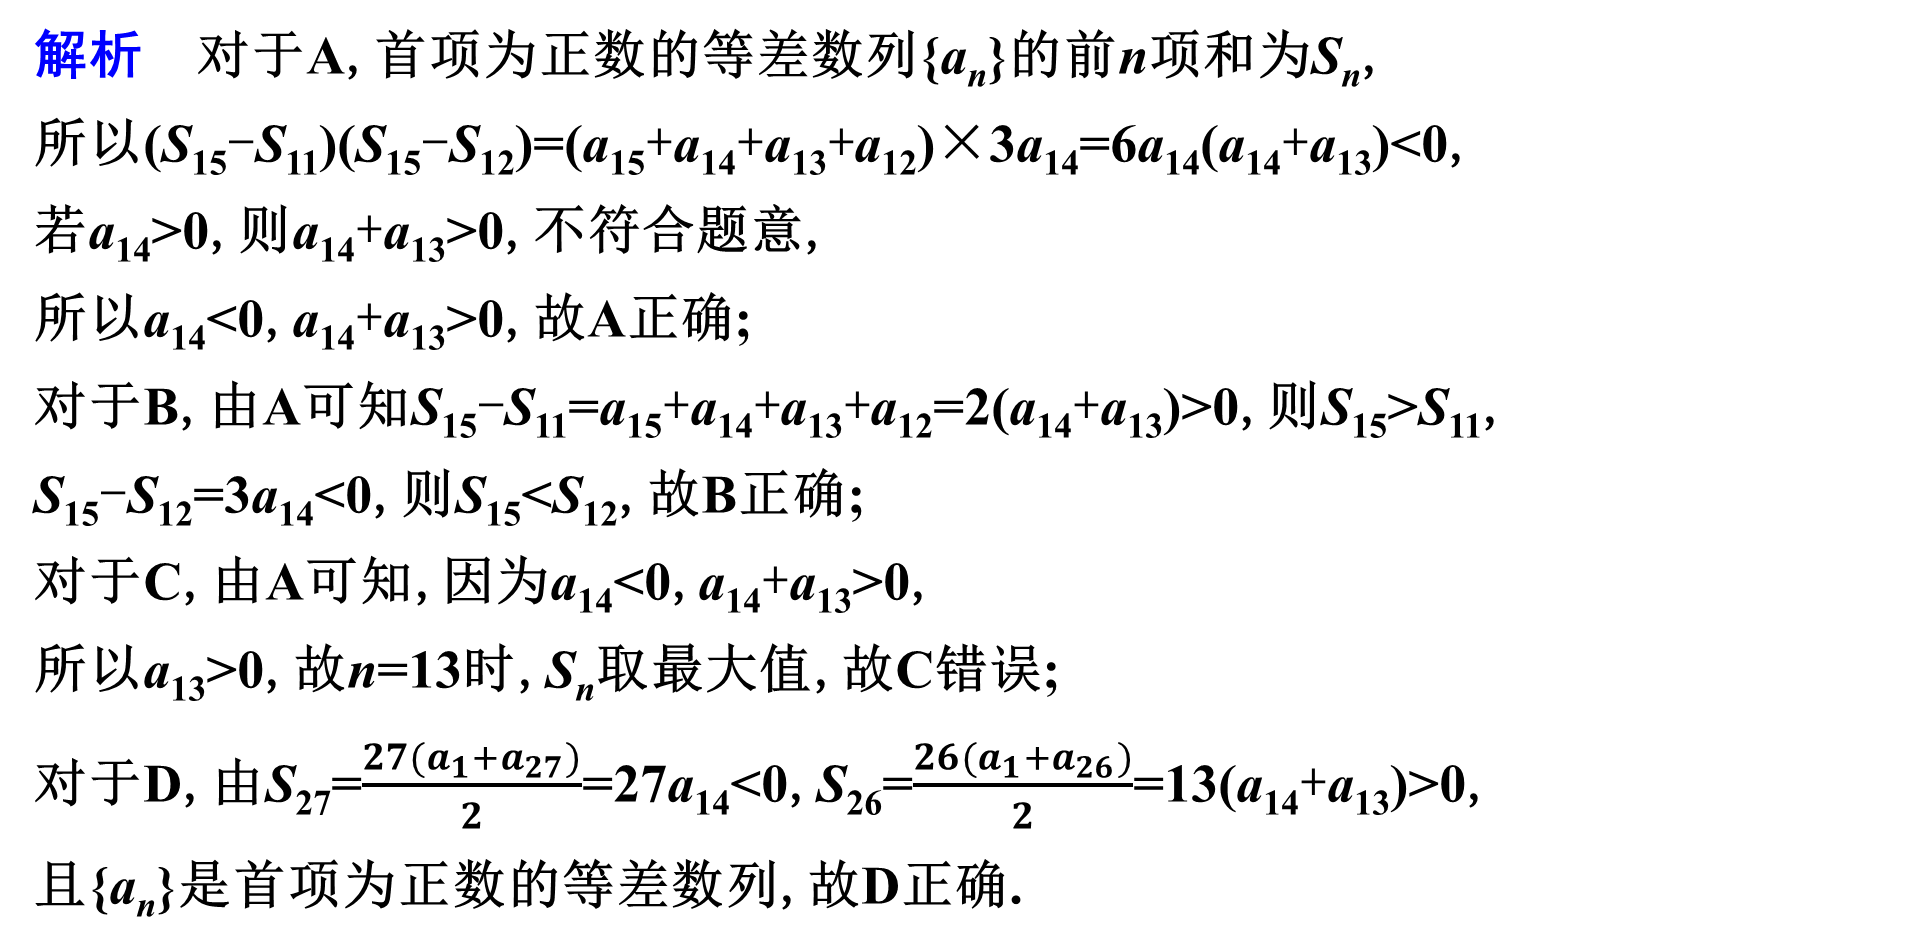 解析 对于A, 首项为正数的等差数列{aₙ}的前n项和为Sₙ,
所以(S₁₅−S₁₁)(S₁₅−S₁₂)=(a₁₅+a₁₄+a₁₃+a₁₂)×3a₁₄=6a₁₄(a₁₄+a₁₃)<0,
若a₁₄>0, 则a₁₄+a₁₃>0, 不符合题意,
所以a₁₄<0, a₁₄+a₁₃>0, 故A正确;
对于B, 由A可知S₁₅−S₁₁=a₁₅+a₁₄+a₁₃+a₁₂=2(a₁₄+a₁₃)>0, 则S₁₅>S₁₁,
S₁₅−S₁₂=3a₁₄<0, 则S₁₅<S₁₂, 故B正确;
对于C, 由A可知, 因为a₁₄<0, a₁₄+a₁₃>0,
所以a₁₃>0, 故n=13时, Sₙ取最大值, 故C错误;
对于D, 由S₂₇=27(a₁+a₂₇)/2=27a₁₄<0, S₂₆=26(a₁+a₂₆)/2=13(a₁₄+a₁₃)>0,
且{aₙ}是首项为正数的等差数列, 故D正确.